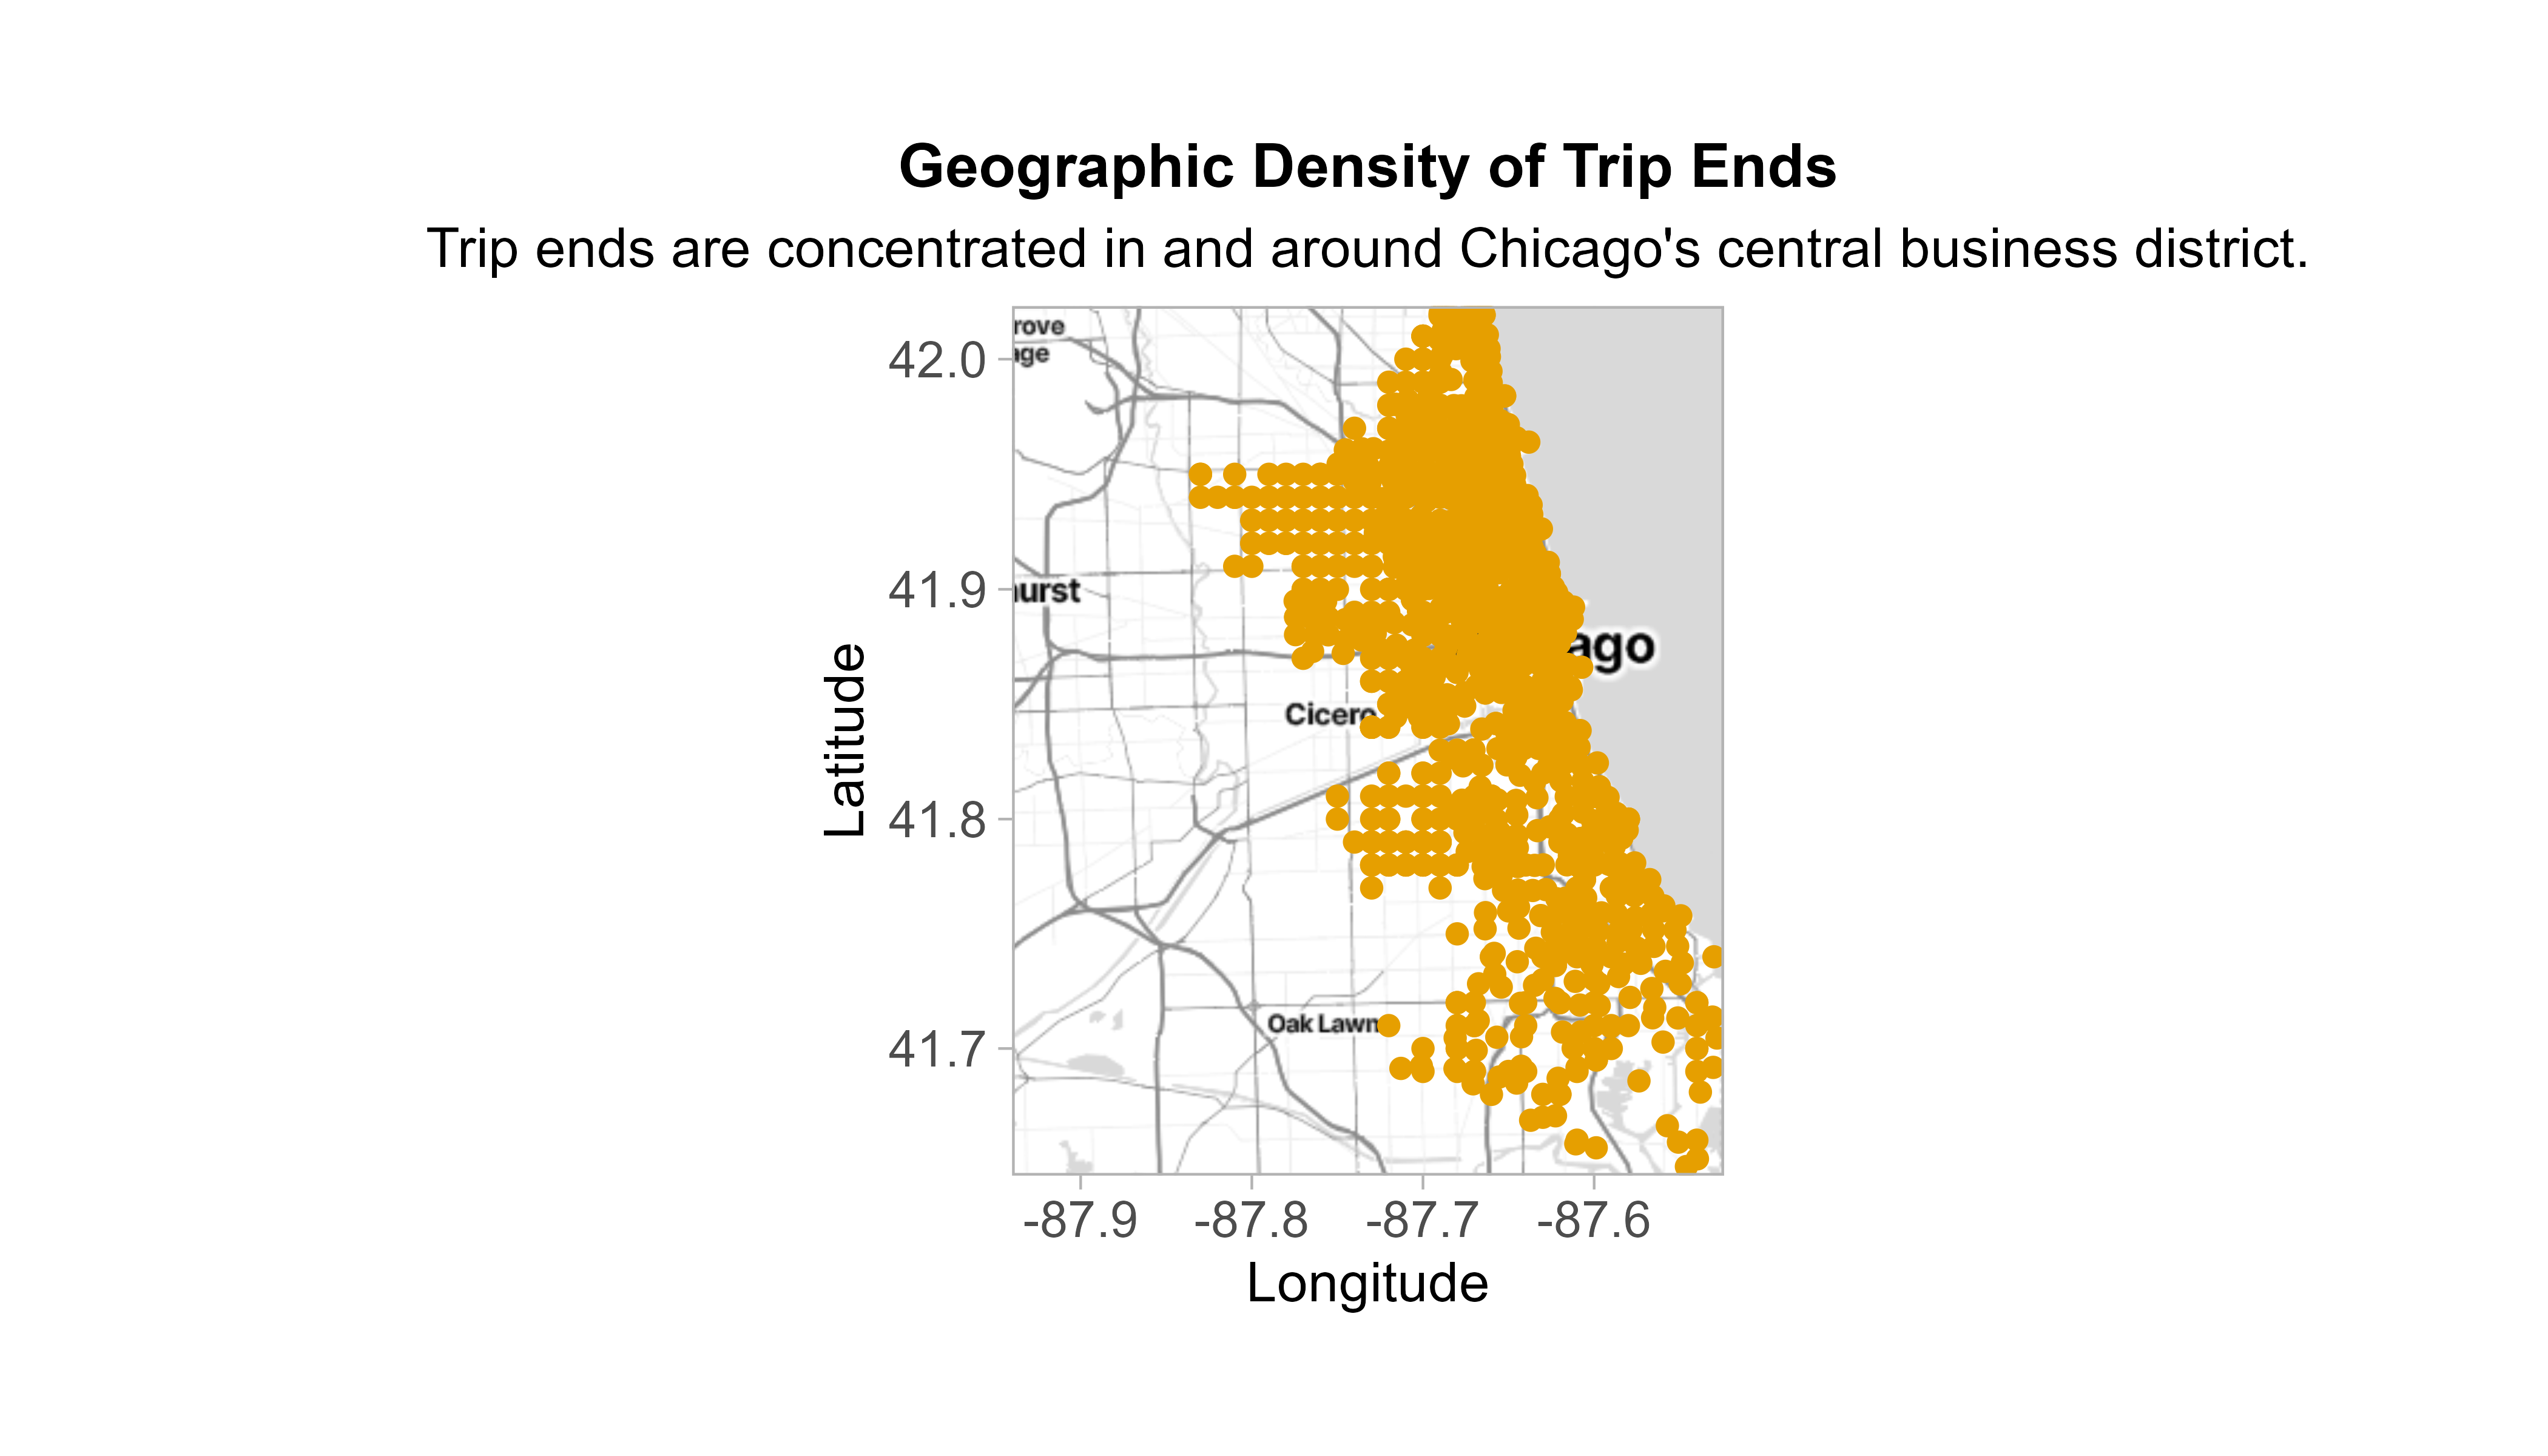 Geographic Density of Trip Ends
Trip ends are concentrated in and around Chicago's central business district.
rove
age
42.0
41.9
urst
ago
Latitude
Cicero
41.8
Oak Lawn
41.7
-87.9 -87.8 -87.7 -87.6
Longitude